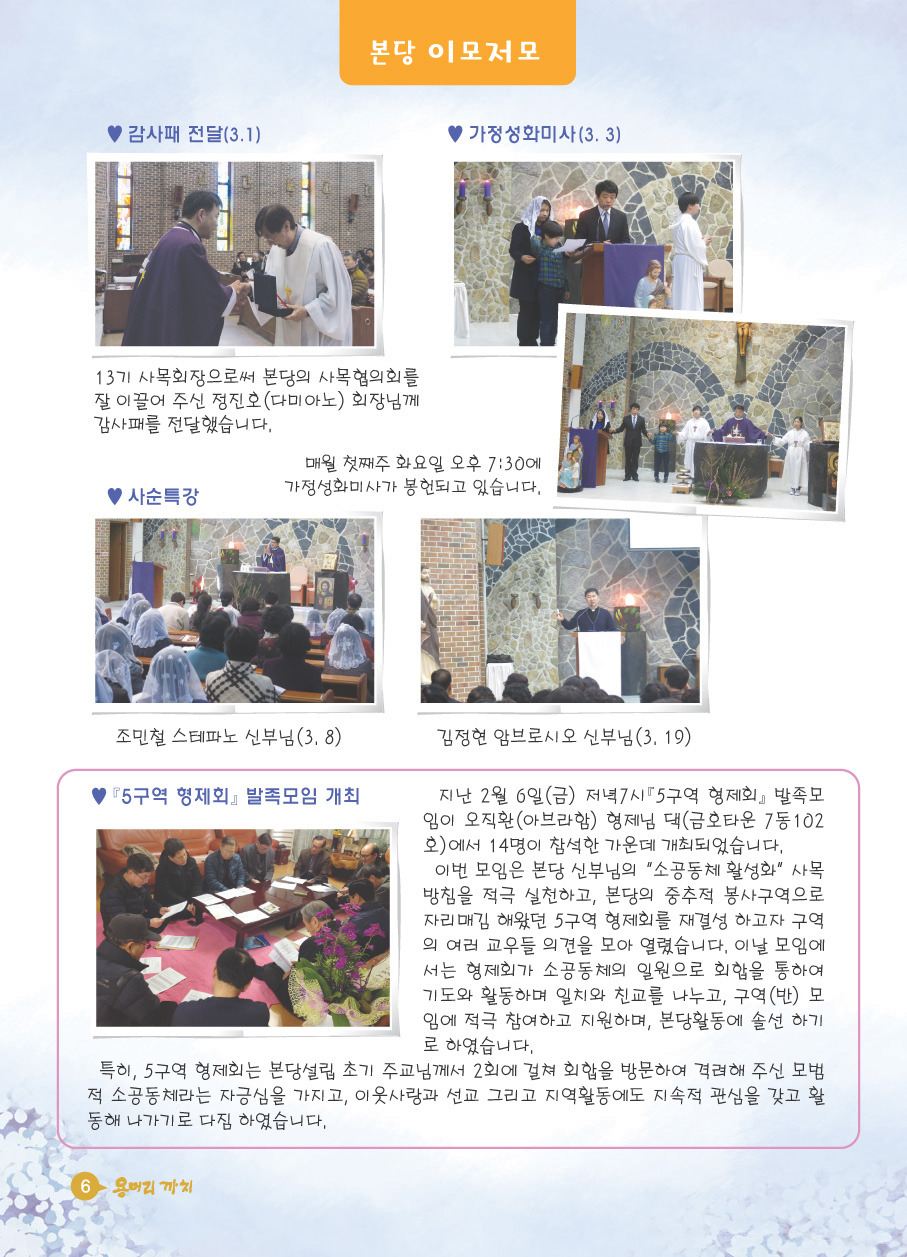 본당 이모저모
♥ 감사패 전달(3.1)
13기 사목회장으로써 본당의 사목협의회를
잘 이끌어 주신 정진호(다미아노) 회장님께
감사패를 전달했습니다.
♥ 가정성화미사(3. 3)
매월 첫째주 화요일 오후 7:30에
가정성화미사가 봉헌되고 있습니다.
♥ 사순특강
조민철 스테파노 신부님(3. 8)
김정현 암브로시오 신부님(3. 19)
♥『5구역 형제회』 발족모임 개최
지난 2월 6일(금) 저녁7시『5구역 형제회』 발족모
임이 오직환(아브라함) 형제님 댁(금호타운 7동102
호)에서 14명이 참석한 가운데 개최되었습니다.
이번 모임은 본당 신부님의 “소공동체 활성화” 사목
방침을 적극 실천하고, 본당의 중추적 봉사구역으로
자리매김 해왔던 5구역 형제회를 재결성 하고자 구역
의 여러 교우들 의견을 모아 열렸습니다. 이날 모임에
서는 형제회가 소공동체의 일원으로 회합을 통하여
기도와 활동하며 일치와 친교를 나누고, 구역(반) 모
임에 적극 참여하고 지원하며, 본당활동에 솔선 하기
로 하였습니다.
특히, 5구역 형제회는 본당설립 초기 주교님께서 2회에 걸쳐 회합을 방문하여 격려해 주신 모범
적 소공동체라는 자긍심을 가지고, 이웃사랑과 선교 그리고 지역활동에도 지속적 관심을 갖고 활
동해 나가기로 다짐 하였습니다.
6 용머리 까치